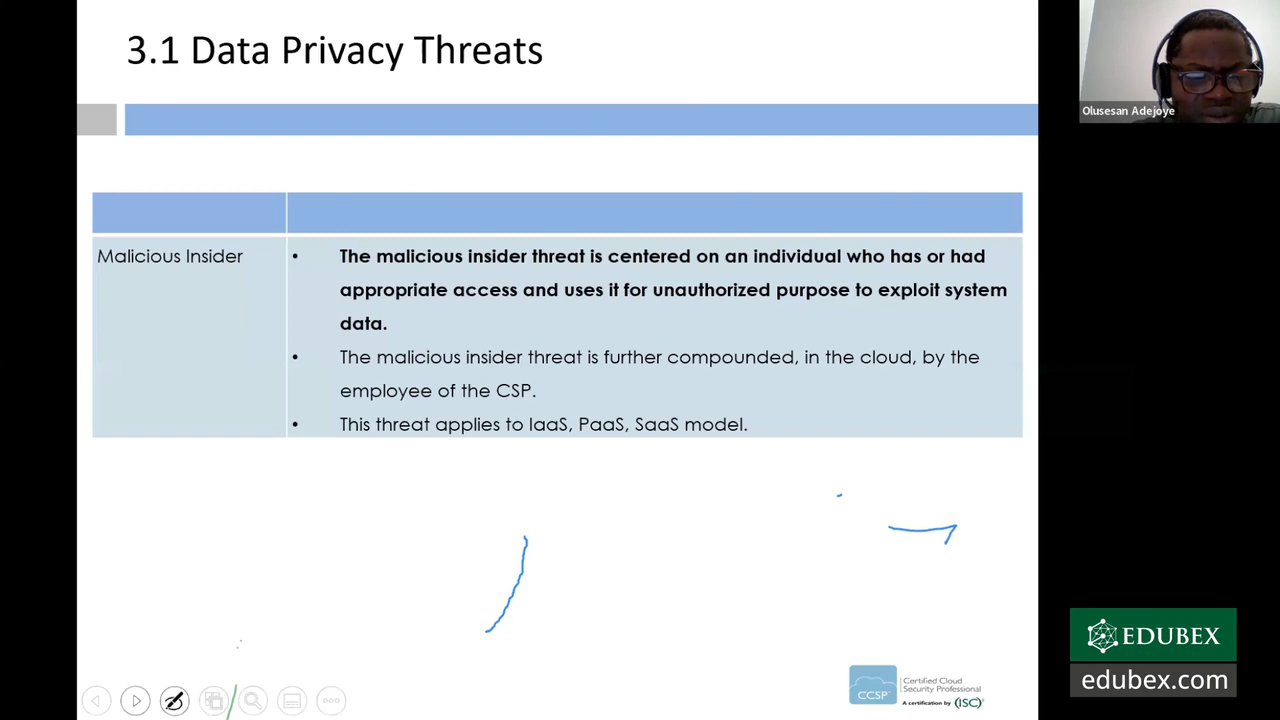 3.1 Data Privacy Threats
Olusesan Adejoye
Malicious Insider
• The malicious insider threat is centered on an individual who has or had
appropriate access and uses it for unauthorized purpose to exploit system
data.
• The malicious insider threat is further compounded, in the cloud, by the
employee of the CSP.
• This threat applies to IaaS, PaaS, SaaS model.
CCSP
Certified Cloud
Security Professional
A certification by (ISC)²
EDUBEX
edubex.com